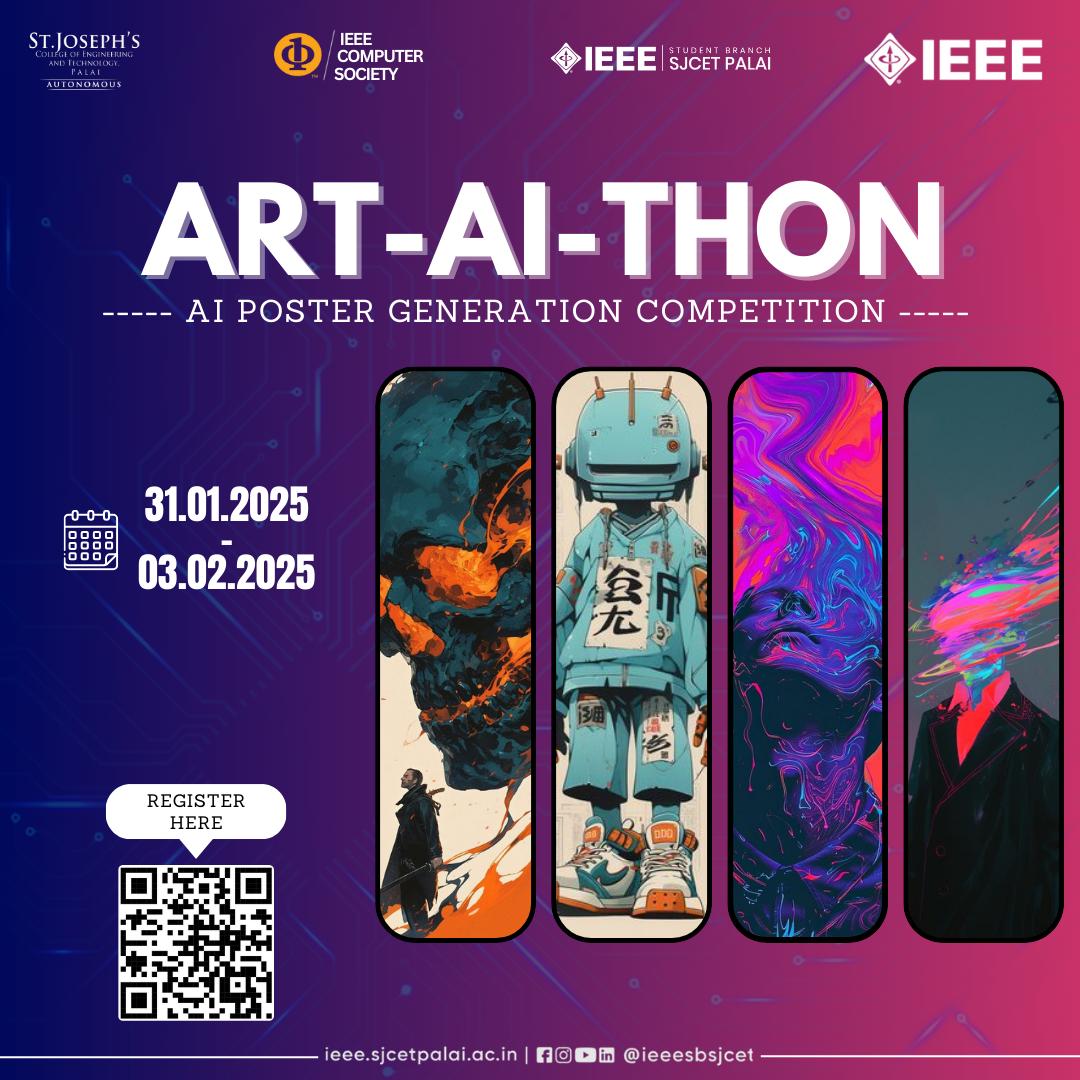 ST.JOSEPH'S
COLLEGE OF ENGINEERING
AND TECHNOLOGY,
PALAI
AUTONOMOUS
IEEE
COMPUTER
SOCIETY
IEEE STUDENT BRANCH
SJCET PALAI
IEEE
ART-AI-THON
----- AI POSTER GENERATION COMPETITION -----
31.01.2025
-
03.02.2025
REGISTER
HERE
ieee.sjcetpalai.ac.in | @ieeesbsjcet